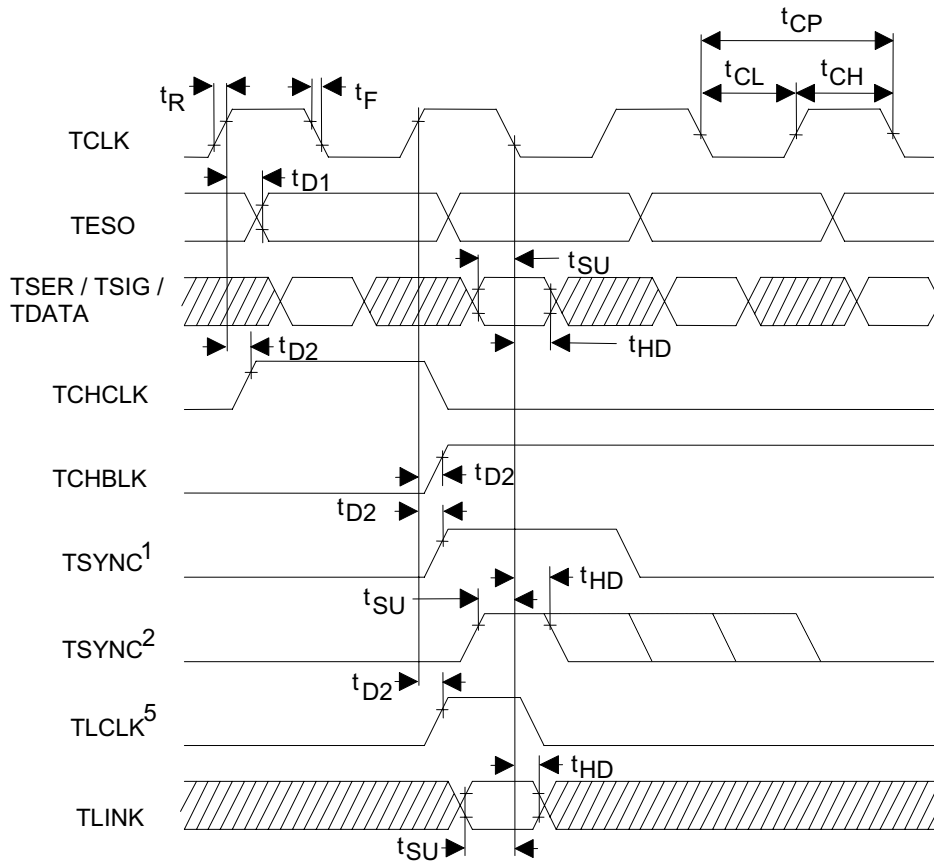 tCP
tCL tCH
tR tF
TCLK
tD1
TESO
tSU
TSER / TSIG /
TDATA
tHD
tD2
TCHCLK
TCHBLK
tD2
tD2
TSYNC1
tHD
tSU
TSYNC2
tD2
TLCLK5
tHD
TLINK
tSU